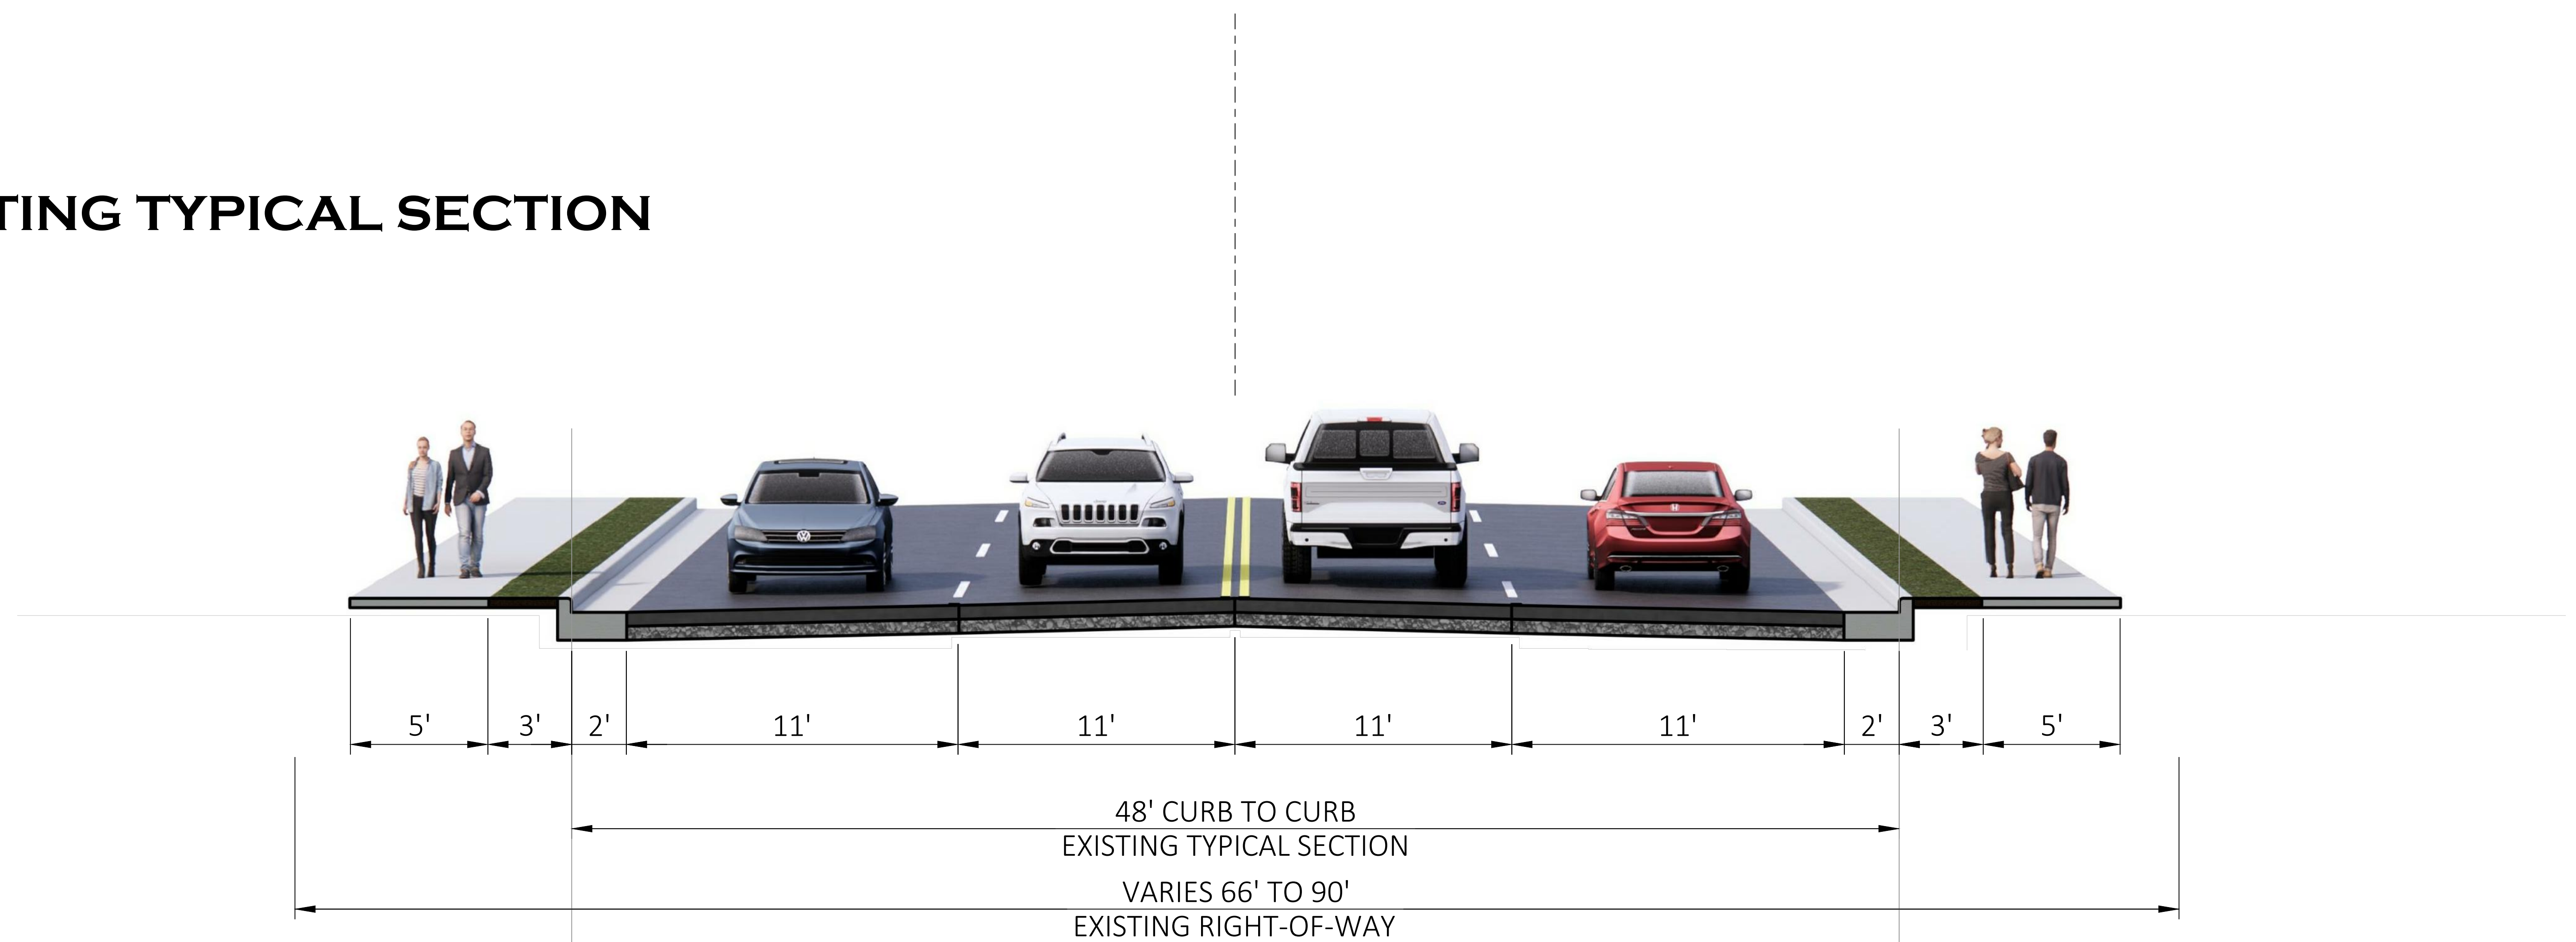 TING TYPICAL SECTION
5' 3' 2' 11' 11' 11' 11' 2' 3' 5'
48' CURB TO CURB
EXISTING TYPICAL SECTION
VARIES 66' TO 90'
EXISTING RIGHT-OF-WAY